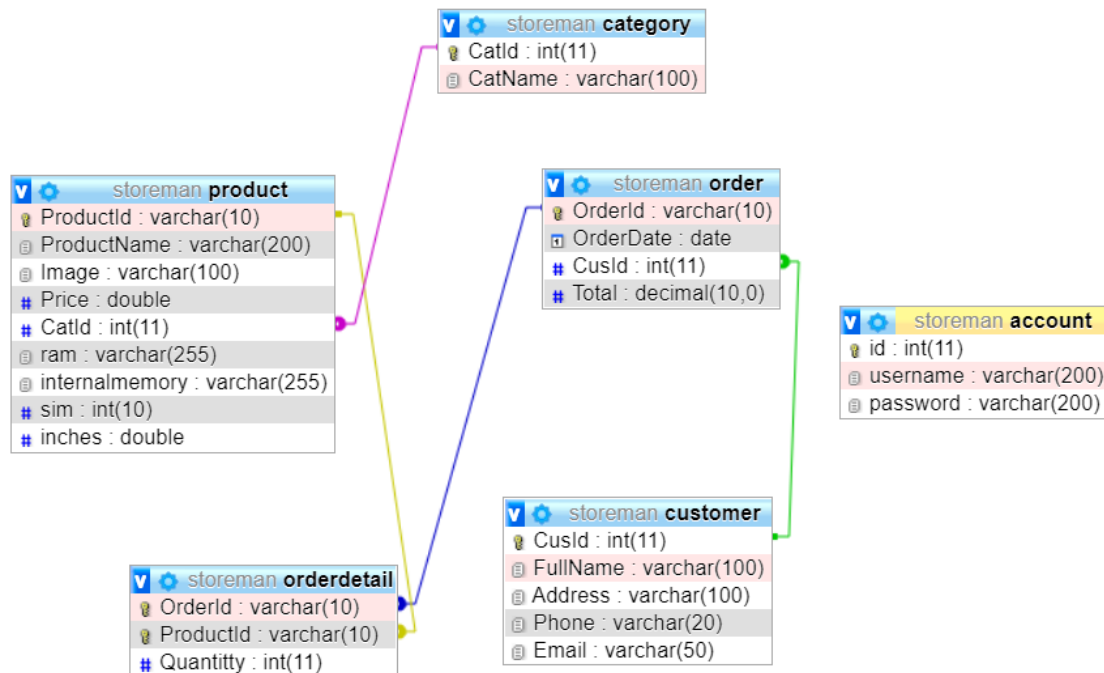 storeman category
CatId : int(11)
CatName : varchar(100)
storeman product
ProductId : varchar(10)
ProductName : varchar(200)
Image : varchar(100)
Price : double
CatId : int(11)
ram : varchar(255)
internalmemory : varchar(255)
sim : int(10)
inches : double
storeman order
OrderId : varchar(10)
OrderDate : date
CusId : int(11)
Total : decimal(10,0)
storeman account
id : int(11)
username : varchar(200)
password : varchar(200)
storeman customer
CusId : int(11)
FullName : varchar(100)
Address : varchar(100)
Phone : varchar(20)
Email : varchar(50)
storeman orderdetail
OrderId : varchar(10)
ProductId : varchar(10)
Quantitty : int(11)